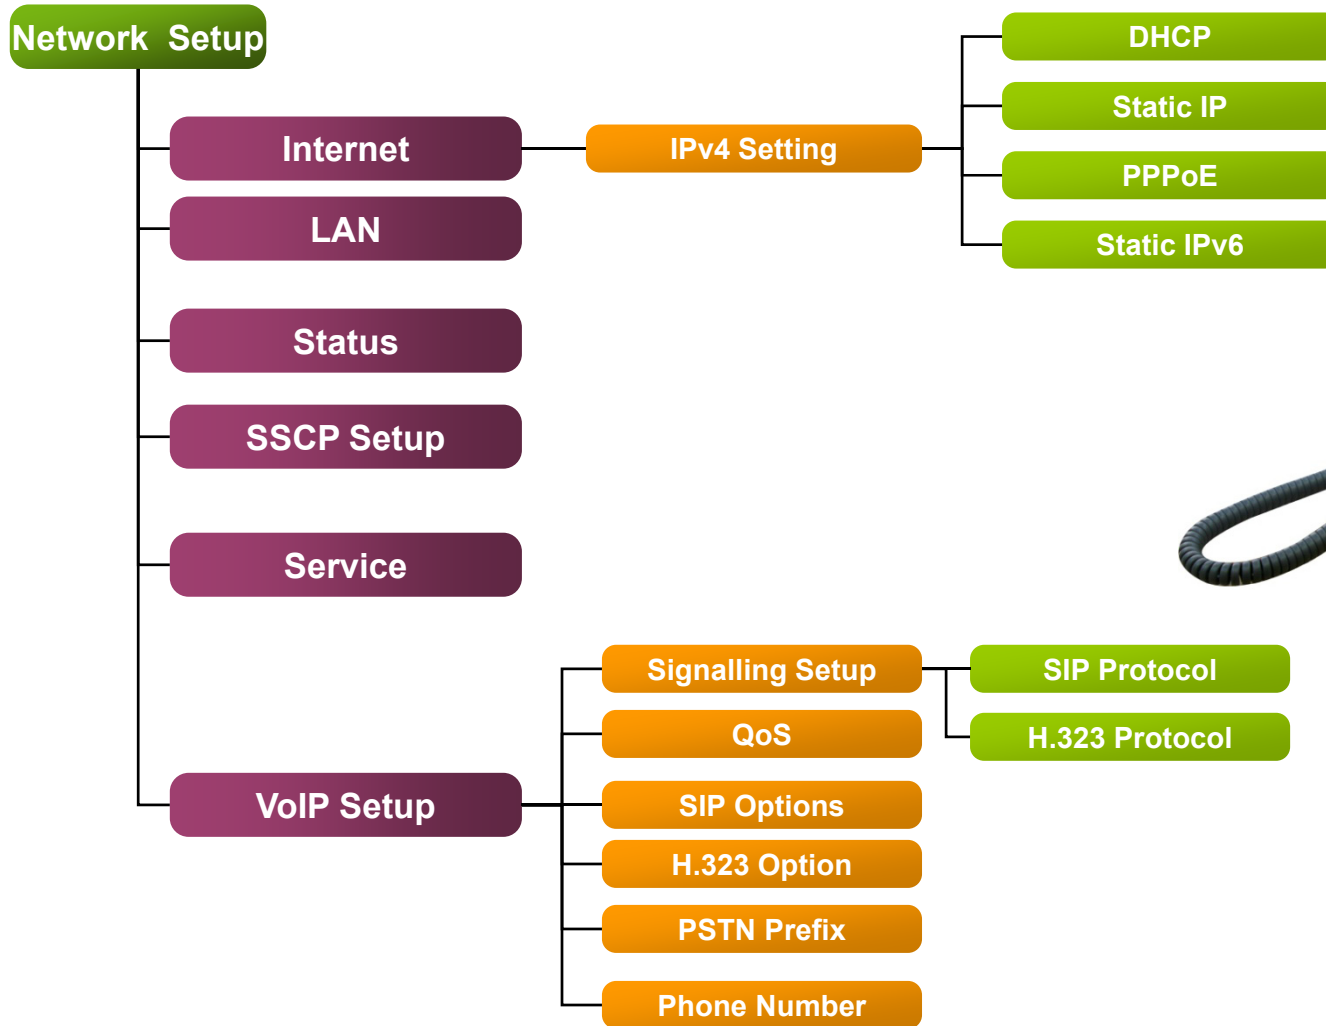 Network  Setup
Internet
IPv4 Setting
DHCP
Static IP
PPPoE
Static IPv6
LAN
Status
SSCP Setup
Service
VoIP Setup
Signalling Setup
SIP Protocol
H.323 Protocol
QoS
SIP Options
H.323 Option
PSTN Prefix
Phone Number